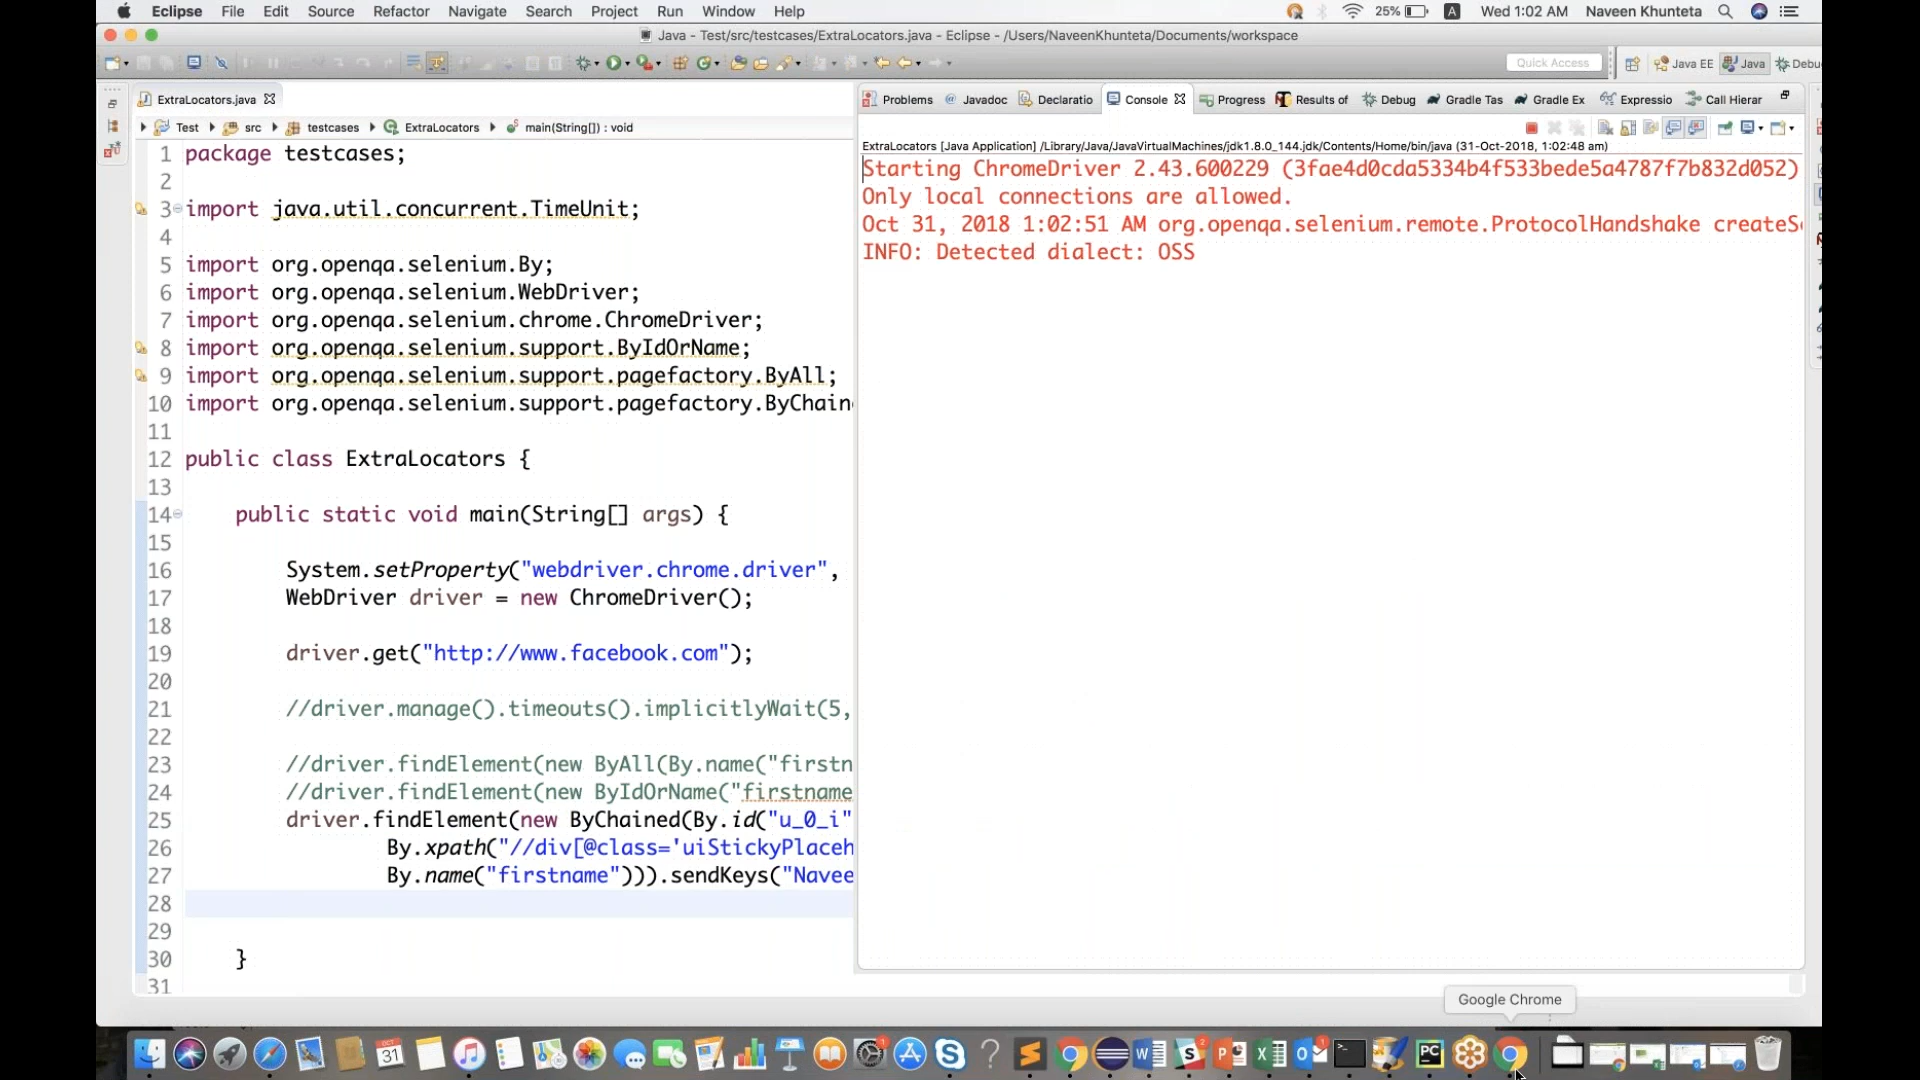 Eclipse File Edit Source Refactor Navigate Search Project Run Window Help 25% A Wed 1:02 AM Naveen Khunteta
Java - Test/src/testcases/ExtraLocators.java - Eclipse - /Users/NaveenKhunteta/Documents/workspace
Quick Access Java EE Java Debu
ExtraLocators.java
Problems @ Javadoc Declaratio Console Progress Results of Debug Gradle Tas Gradle Ex Expressio Call Hierar
Test src testcases ExtraLocators main(String[]) : void
ExtraLocators [Java Application] /Library/Java/JavaVirtualMachines/jdk1.8.0_144.jdk/Contents/Home/bin/java (31-Oct-2018, 1:02:48 am)
Starting ChromeDriver 2.43.600229 (3fae4d0cda5334b4f533bede5a4787f7b832d052)
Only local connections are allowed.
Oct 31, 2018 1:02:51 AM org.openqa.selenium.remote.ProtocolHandshake createS
INFO: Detected dialect: OSS
1 package testcases;
2
3 import java.util.concurrent.TimeUnit;
4
5 import org.openqa.selenium.By;
6 import org.openqa.selenium.WebDriver;
7 import org.openqa.selenium.chrome.ChromeDriver;
8 import org.openqa.selenium.support.ByIdOrName;
9 import org.openqa.selenium.support.pagefactory.ByAll;
10 import org.openqa.selenium.support.pagefactory.ByChain
11
12 public class ExtraLocators {
13
14 public static void main(String[] args) {
15
16 System.setProperty("webdriver.chrome.driver",
17 WebDriver driver = new ChromeDriver();
18
19 driver.get("http://www.facebook.com");
20
21 //driver.manage().timeouts().implicitlyWait(5,
22
23 //driver.findElement(new ByAll(By.name("firstn
24 //driver.findElement(new ByIdOrName("firstname
25 driver.findElement(new ByChained(By.id("u_0_i"
26 By.xpath("//div[@class='uiStickyPlaceh
27 By.name("firstname"))).sendKeys("Navee
28
29
30 }
31
Google Chrome
31
PC